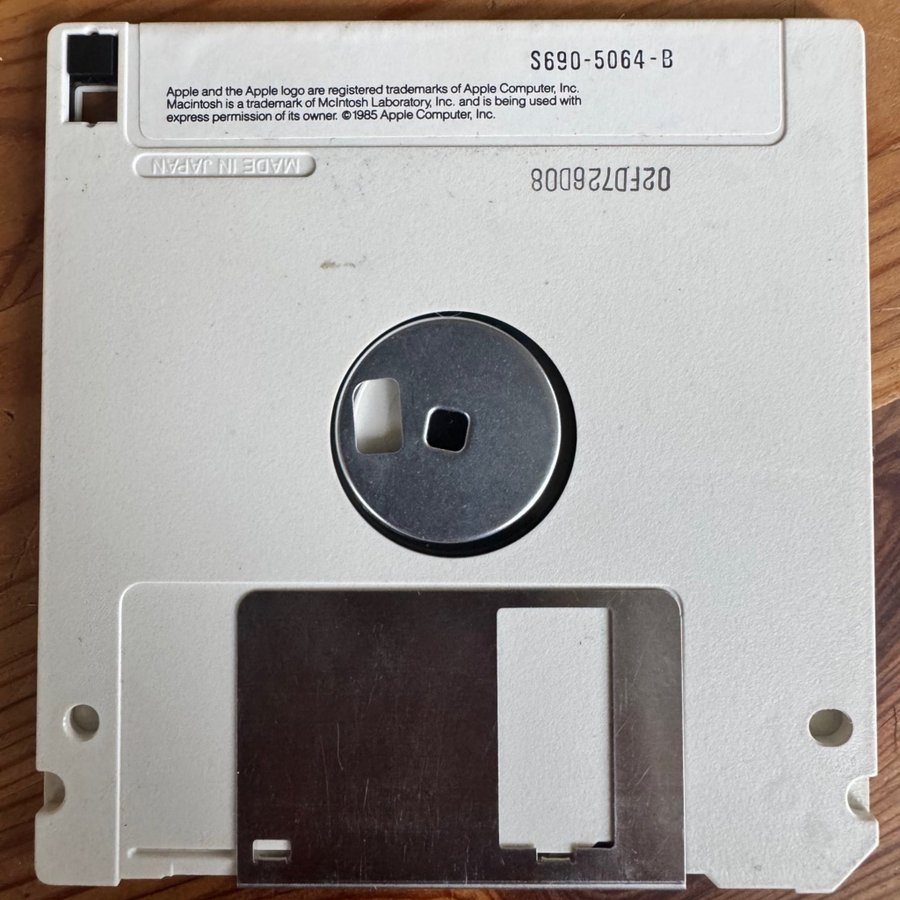 S690-5064-B
Apple and the Apple logo are registered trademarks of Apple Computer, Inc.
Macintosh is a trademark of McIntosh Laboratory, Inc. and is being used with
express permission of its owner. ©1985 Apple Computer, Inc.
MADE IN JAPAN
02FD726D08